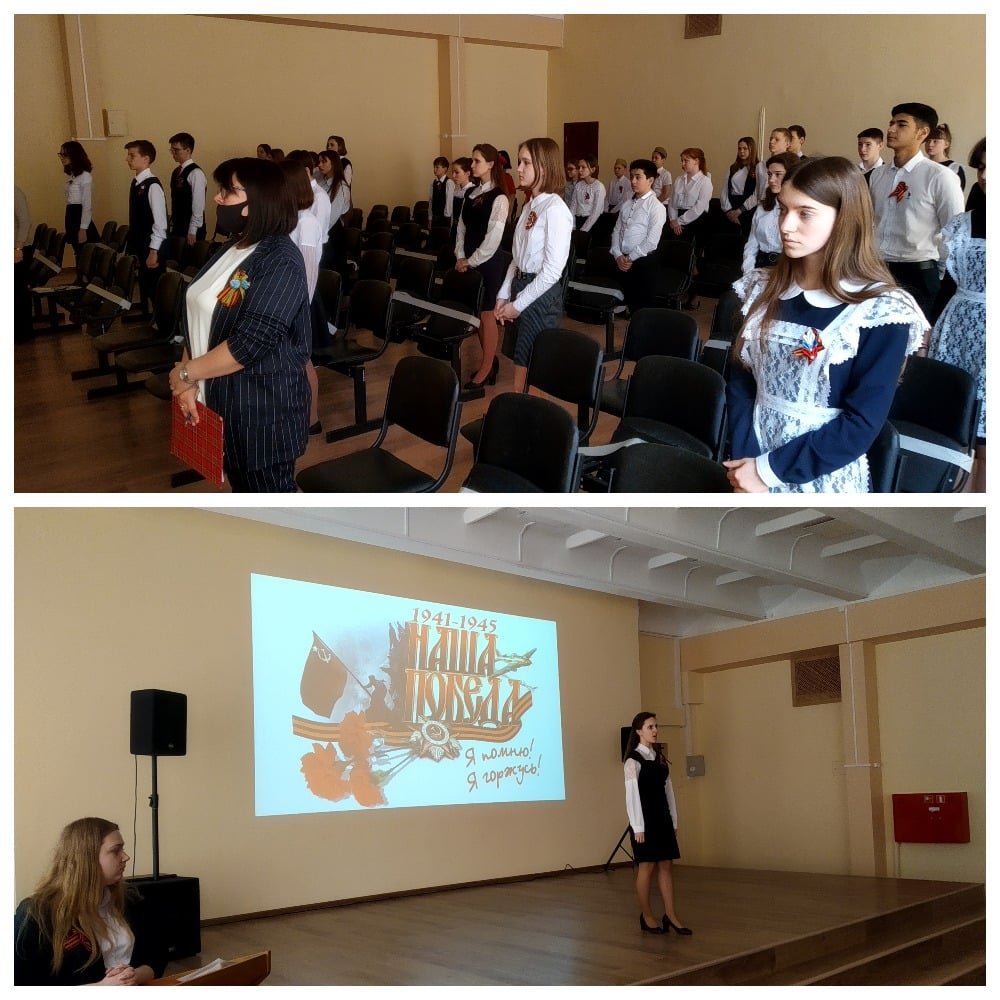 1941-1945
НАША
ПОБЕДА
Я помню!
Я горжусь!